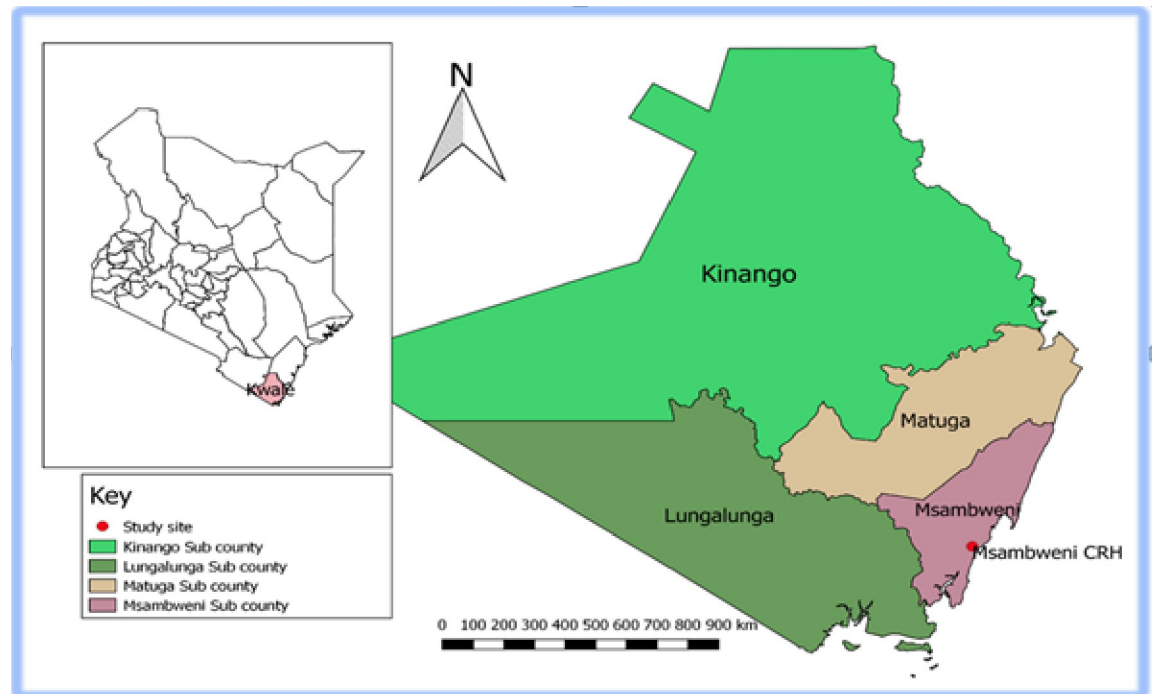 N
Kwale
Kinango
Matuga
Lungalunga
Msambweni
Msambweni CRH
Key
Study site
Kinango Sub county
Lungalunga Sub county
Matuga Sub county
Msambweni Sub county
0 100 200 300 400 500 600 700 800 900 km